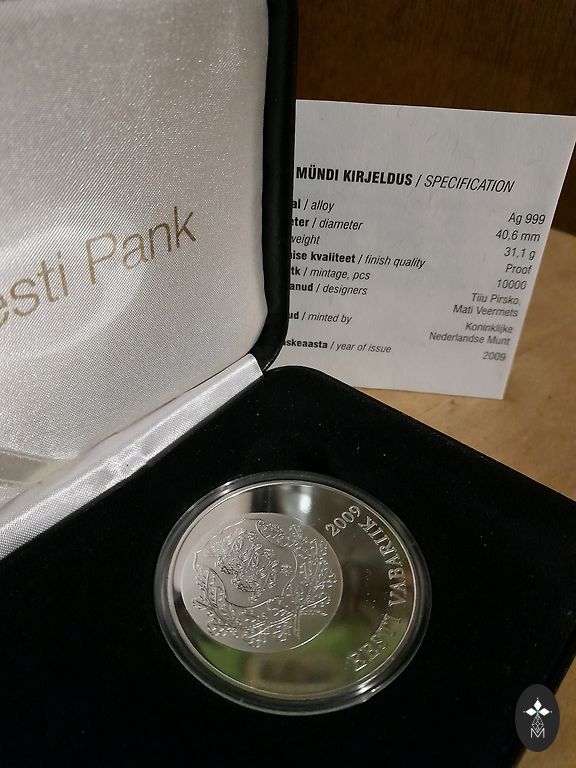 esti Pank
MÜNDI KIRJELDUS / SPECIFICATION
al / alloy Ag 999
eter / diameter 40,6 mm
weight 31,1 g
mise kvaliteet / finish quality Proof
tk / mintage, pcs 10000
anud / designers Tiiu Pirsko,
Mati Veermets
ud / minted by Koninklijke
Nederlandse Munt
laskeaasta / year of issue 2009
2009
EESTI VABARIIK
M